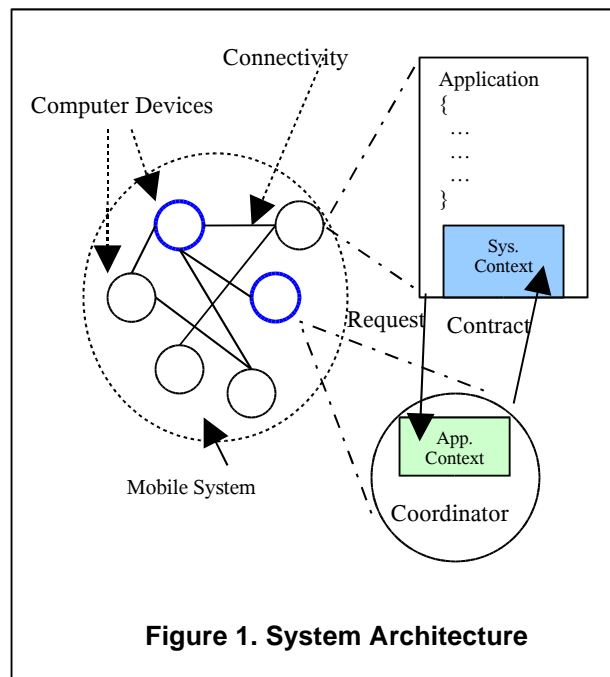 Connectivity
Computer Devices
Application
{
...
...
...
}
Sys.
Context
Request
Contract
App.
Context
Coordinator
Mobile System
Figure 1. System Architecture